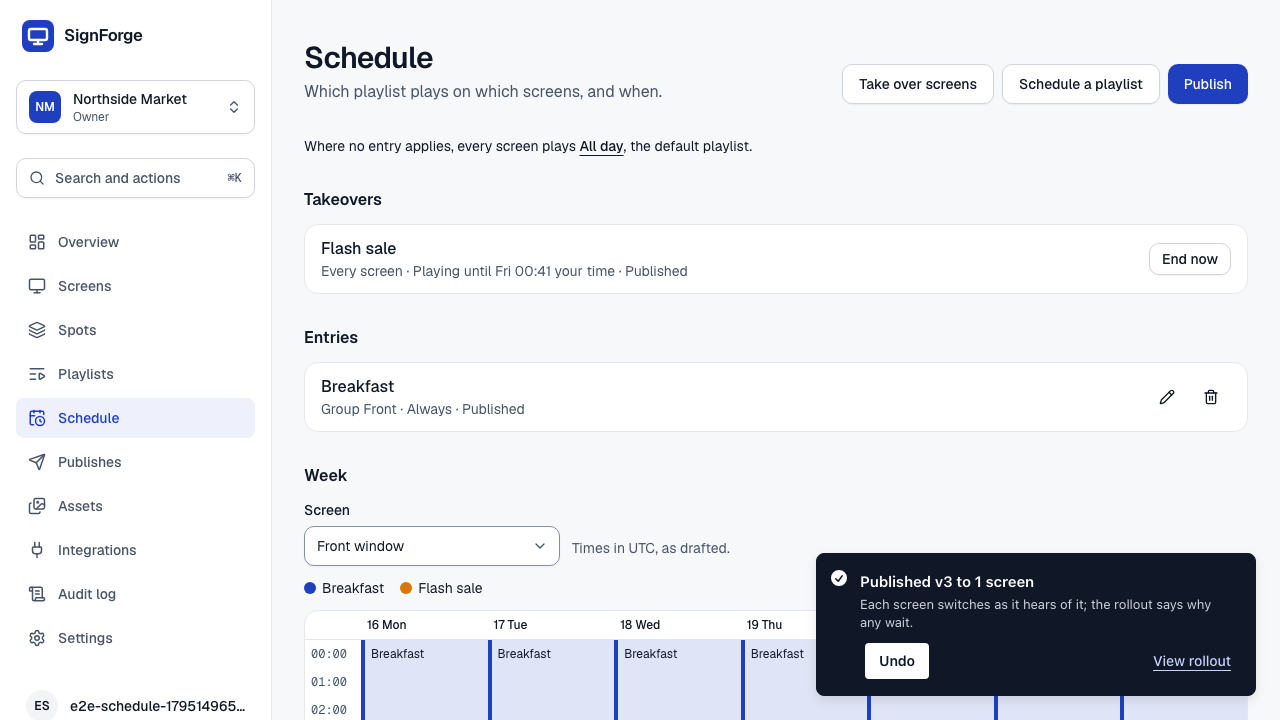 SignForge
NM
Northside Market
Owner
Search and actions ⌘K
Overview
Screens
Spots
Playlists
Schedule
Publishes
Assets
Integrations
Audit log
Settings
ES e2e-schedule-179514965...
Schedule
Which playlist plays on which screens, and when.
Take over screens
Schedule a playlist
Publish
Where no entry applies, every screen plays All day, the default playlist.
Takeovers
Flash sale
Every screen · Playing until Fri 00:41 your time · Published
End now
Entries
Breakfast
Group Front · Always · Published
Week
Screen
Front window
Times in UTC, as drafted.
Breakfast Flash sale
16 Mon 17 Tue 18 Wed 19 Thu
00:00 Breakfast Breakfast Breakfast Breakfast
01:00
02:00
Published v3 to 1 screen
Each screen switches as it hears of it; the rollout says why
any wait.
Undo View rollout